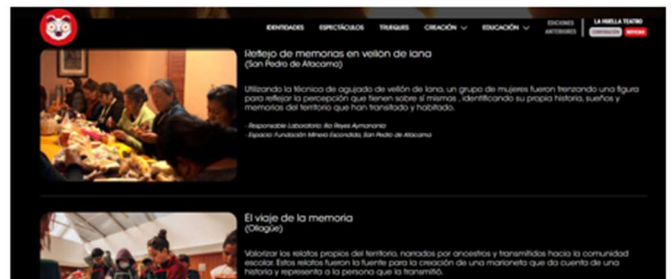 IDENTIDADES ESPECTÁCULOS TRUEQUES CREACIÓN EDUCACIÓN EDICIONES ANTERIORES LA HUELLA TEATRO
CORPORACIÓN NOTICIAS
Reflejo de memorias en vellón de lana
(San Pedro de Atacama)
Utilizando la técnica de agujado de vellón de lana, un grupo de mujeres fueron trenzando una figura
para reflejar la percepción que tienen sobre sí mismas , identificando su propia historia, sueños y
memorias del territorio que han transitado y habitado.
- Responsable Laboratorio: Ilia Reyes Aymanania
- Espacio: Fundación Minera Escondida, San Pedro de Atacama
El viaje de la memoria
(Ollagüe)
Valorizar los relatos propios del territorio, narrados por ancestros y transmitidos hacia la comunidad
escolar. Estos relatos fueron la fuente para la creación de una marioneta que da cuenta de una
historia y representa a la persona que la transmitió.